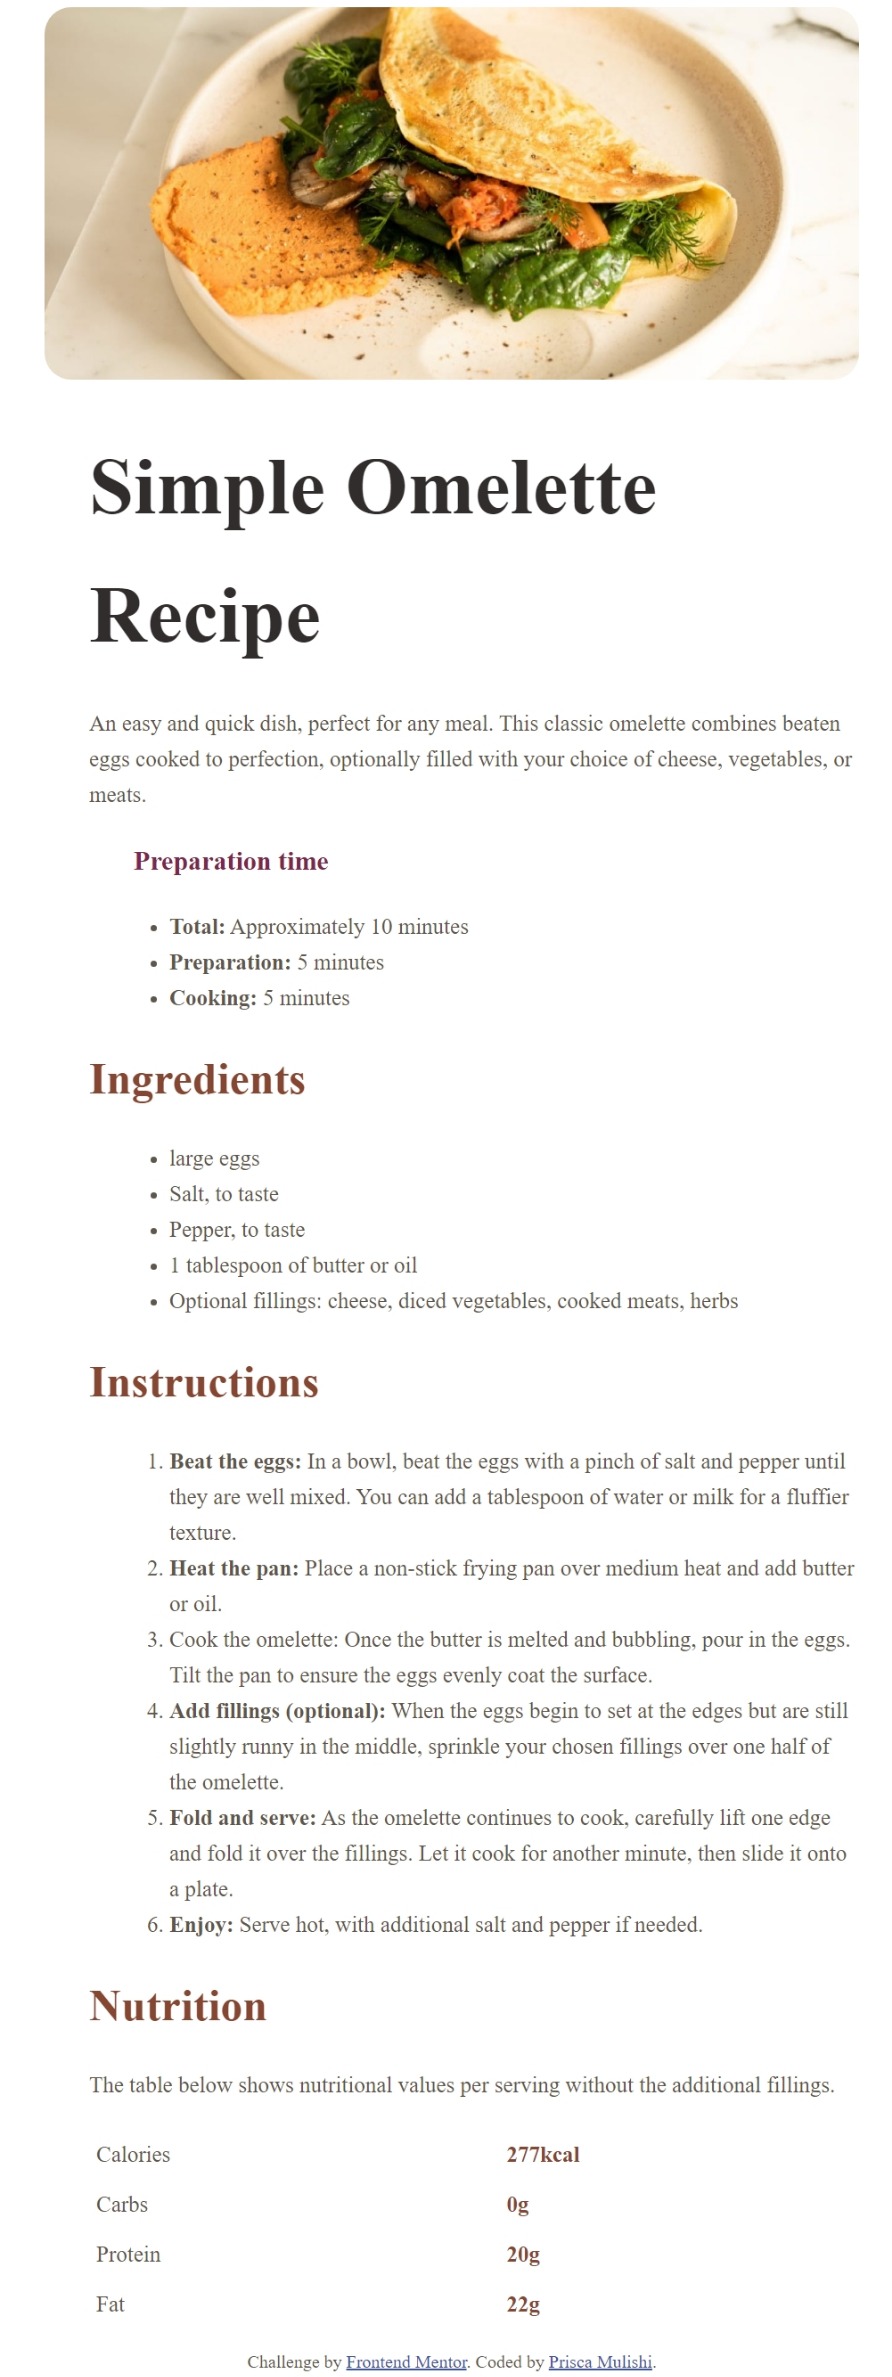 Simple Omelette
Recipe
An easy and quick dish, perfect for any meal. This classic omelette combines beaten
eggs cooked to perfection, optionally filled with your choice of cheese, vegetables, or
meats.
Preparation time
• Total: Approximately 10 minutes
• Preparation: 5 minutes
• Cooking: 5 minutes
Ingredients
• large eggs
• Salt, to taste
• Pepper, to taste
• 1 tablespoon of butter or oil
• Optional fillings: cheese, diced vegetables, cooked meats, herbs
Instructions
1. Beat the eggs: In a bowl, beat the eggs with a pinch of salt and pepper until
they are well mixed. You can add a tablespoon of water or milk for a fluffier
texture.
2. Heat the pan: Place a non-stick frying pan over medium heat and add butter
or oil.
3. Cook the omelette: Once the butter is melted and bubbling, pour in the eggs.
Tilt the pan to ensure the eggs evenly coat the surface.
4. Add fillings (optional): When the eggs begin to set at the edges but are still
slightly runny in the middle, sprinkle your chosen fillings over one half of
the omelette.
5. Fold and serve: As the omelette continues to cook, carefully lift one edge
and fold it over the fillings. Let it cook for another minute, then slide it onto
a plate.
6. Enjoy: Serve hot, with additional salt and pepper if needed.
Nutrition
The table below shows nutritional values per serving without the additional fillings.
Calories 277kcal
Carbs 0g
Protein 20g
Fat 22g
Challenge by Frontend Mentor. Coded by Prisca Mulishi.